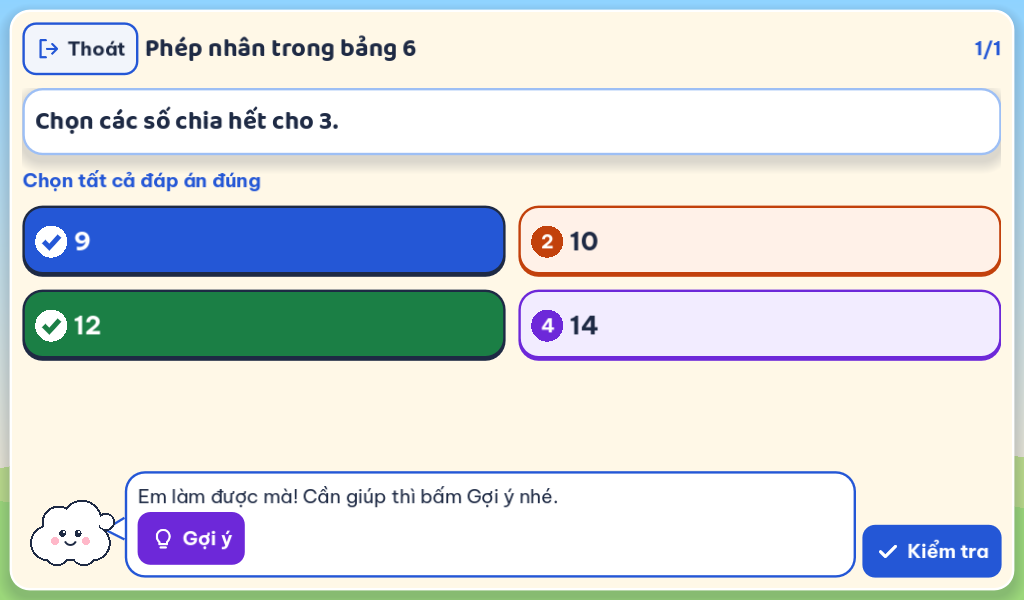 Thoát
Phép nhân trong bảng 6
1/1
Chọn các số chia hết cho 3.
Chọn tất cả đáp án đúng
9
2 10
12
4 14
Em làm được mà! Cần giúp thì bấm Gợi ý nhé.
Gợi ý
Kiểm tra